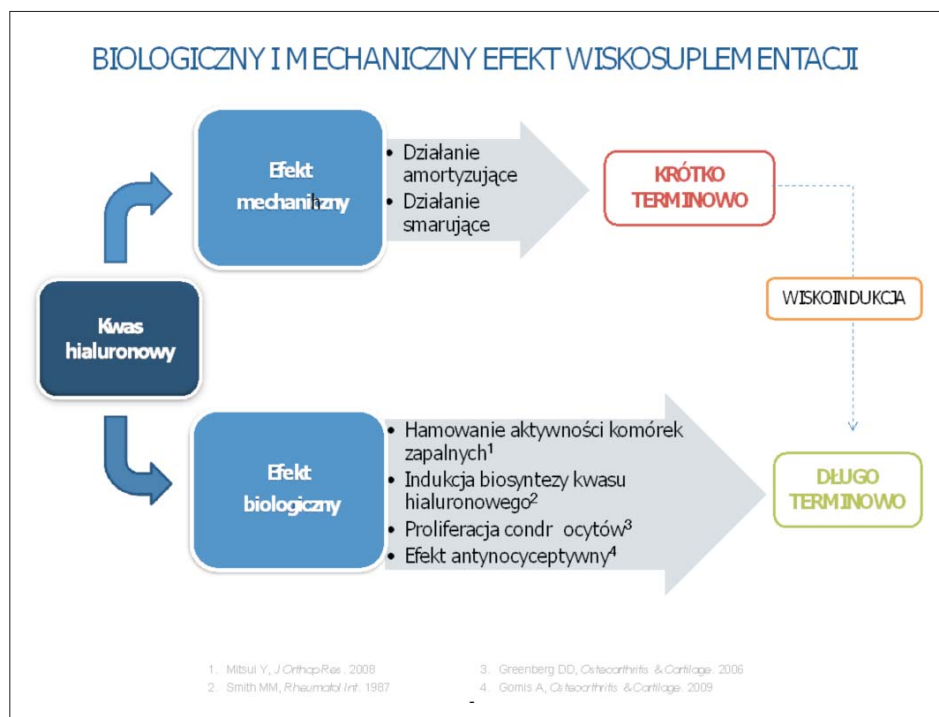 BIOLOGICZNY I MECHANICZNY EFEKT WISKOSUPLEMENTACJI
Efekt
mechaniczny
• Działanie
amortyzujące
• Działanie
smarujące
KRÓTKO
TERMINOWO
WISKOINDUKCJA
Kwas
hialuronowy
Efekt
biologiczny
• Hamowanie aktywności komórek
zapalnych¹
• Indukcja biosyntezy kwasu
hialuronowego²
• Proliferacja condr ocytów³
• Efekt antynocyceptywny⁴
DŁUGO
TERMINOWO
1. Mitsui Y, J Orthop Res. 2008
2. Smith MM, Rheumatol Int. 1987
3. Greenberg DD, Osteoarthritis & Cartilage. 2006
4. Gomis A, Osteoarthritis & Cartilage. 2009
-